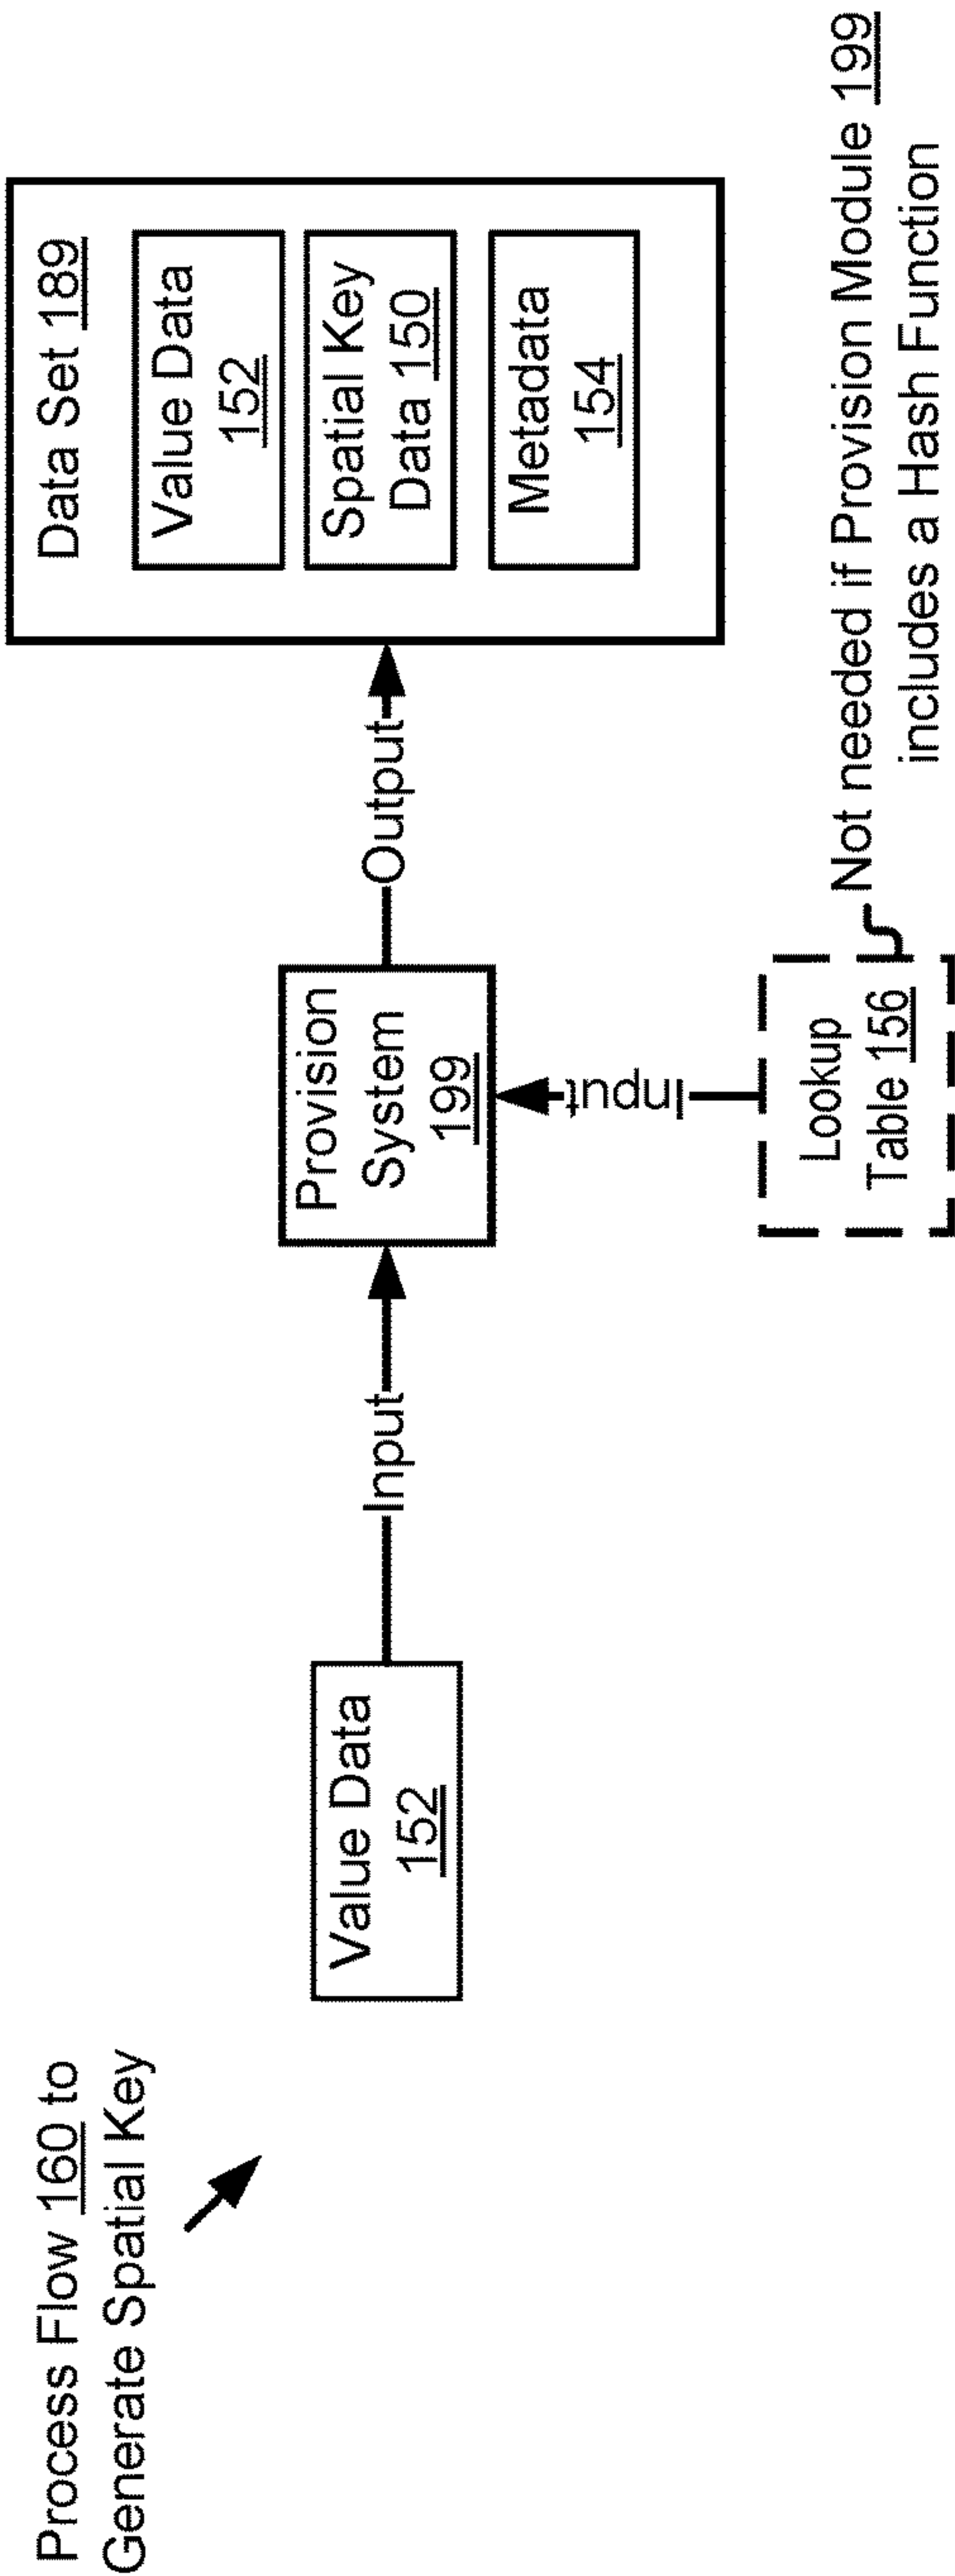 Process Flow 160 to
Generate Spatial Key
Value Data
152
Input
Provision
System
199
Output
Data Set 189
Value Data
152
Spatial Key
Data 150
Metadata
154
Input
Lookup
Table 156
Not needed if Provision Module 199
includes a Hash Function